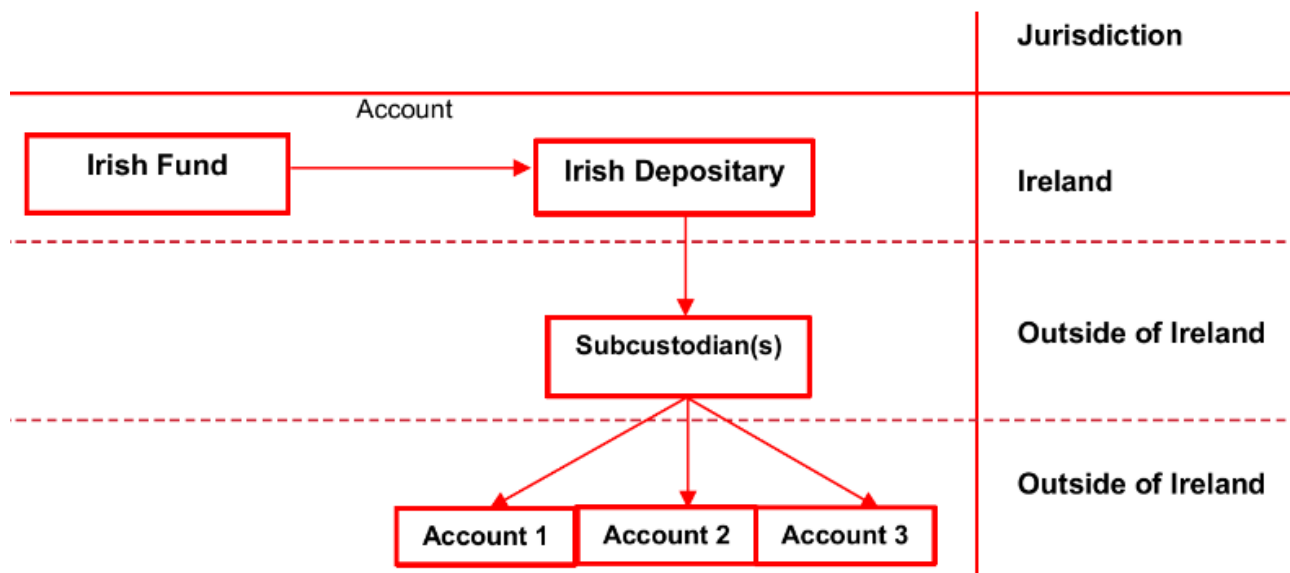 Jurisdiction
Account
Irish Fund
Irish Depositary
Ireland
Subcustodian(s)
Outside of Ireland
Outside of Ireland
Account 1
Account 2
Account 3